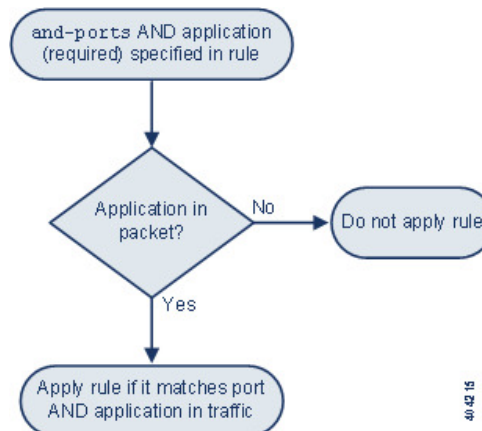 and-ports AND application
(required) specified in rule
Application in
packet?
No
Do not apply rule
Yes
Apply rule if it matches port
AND application in traffic
404215